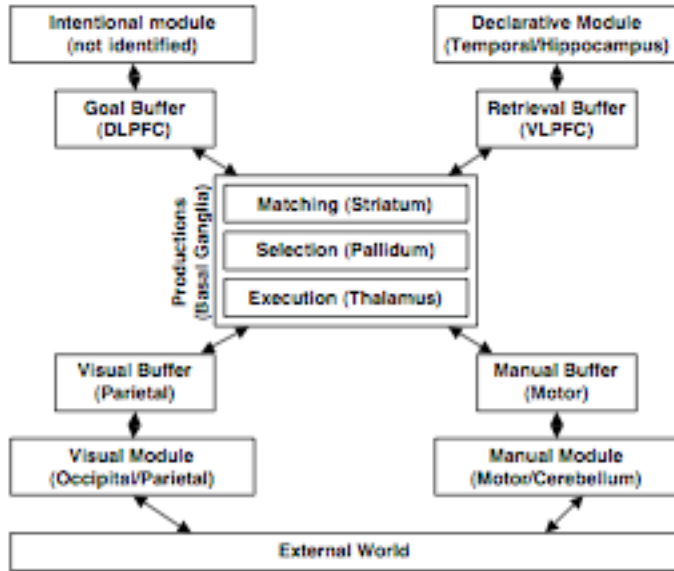 Intentional module
(not identified)
Declarative Module
(Temporal/Hippocampus)
Goal Buffer
(DLPFC)
Retrieval Buffer
(VLPFC)
Productions
(Basal Ganglia)
Matching (Striatum)
Selection (Pallidum)
Execution (Thalamus)
Visual Buffer
(Parietal)
Manual Buffer
(Motor)
Visual Module
(Occipital/Parietal)
Manual Module
(Motor/Cerebellum)
External World